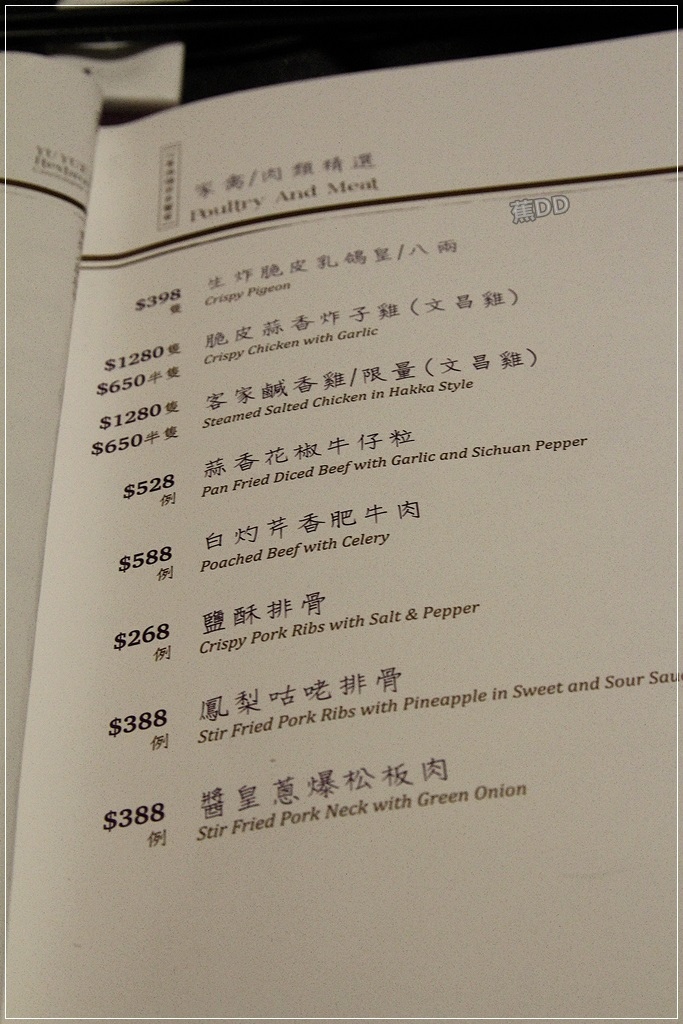 YU YUE
家禽/肉類精選
Poultry And Meat
蕉DD
$398
隻
生炸脆皮乳鴿皇/八兩
Crispy Pigeon
$1280隻
$650半隻
脆皮蒜香炸子雞(文昌雞)
Crispy Chicken with Garlic
$1280隻
$650半隻
客家鹹香雞/限量(文昌雞)
Steamed Salted Chicken in Hakka Style
$528
例
蒜香花椒牛仔粒
Pan Fried Diced Beef with Garlic and Sichuan Pepper
$588
例
白灼芹香肥牛肉
Poached Beef with Celery
$268
例
鹽酥排骨
Crispy Pork Ribs with Salt & Pepper
$388
例
鳳梨咕咾排骨
Stir Fried Pork Ribs with Pineapple in Sweet and Sour Sau
$388
例
醬皇蔥爆松板肉
Stir Fried Pork Neck with Green Onion